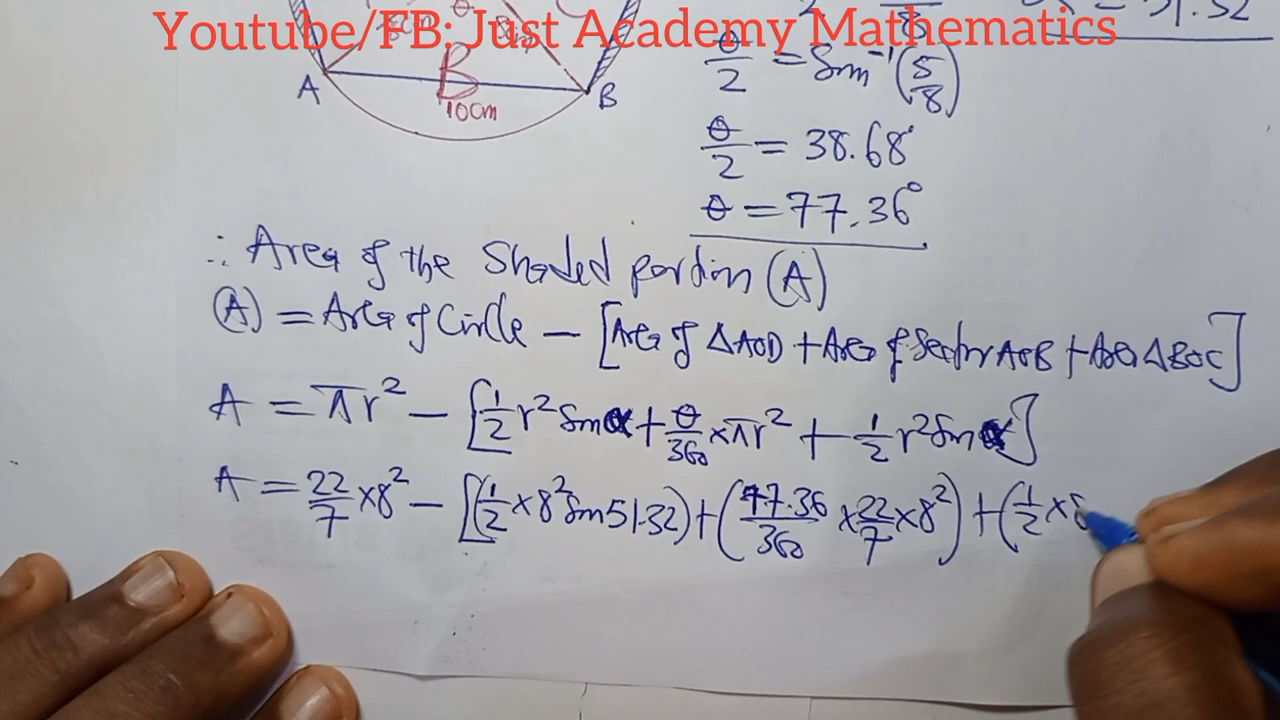 Youtube/FB; Just Academy Mathematics
θ
8cm
A B B
10cm
2 8
θ/2 = Sin⁻¹(5/8)
θ/2 = 38.68°
θ = 77.36°
∴ Area of the Shaded portion (A)
(A) = Area of Circle − [Area of ΔAOD + Area of Sector AOB + Area ΔBOC]
A = πr² − [1/2 r² Sin α + θ/360 × πr² + 1/2 r² Sin α]
A = 22/7 × 8² − [(1/2 × 8² Sin 51.32) + (77.36/360 × 22/7 × 8²) + (1/2 × 8